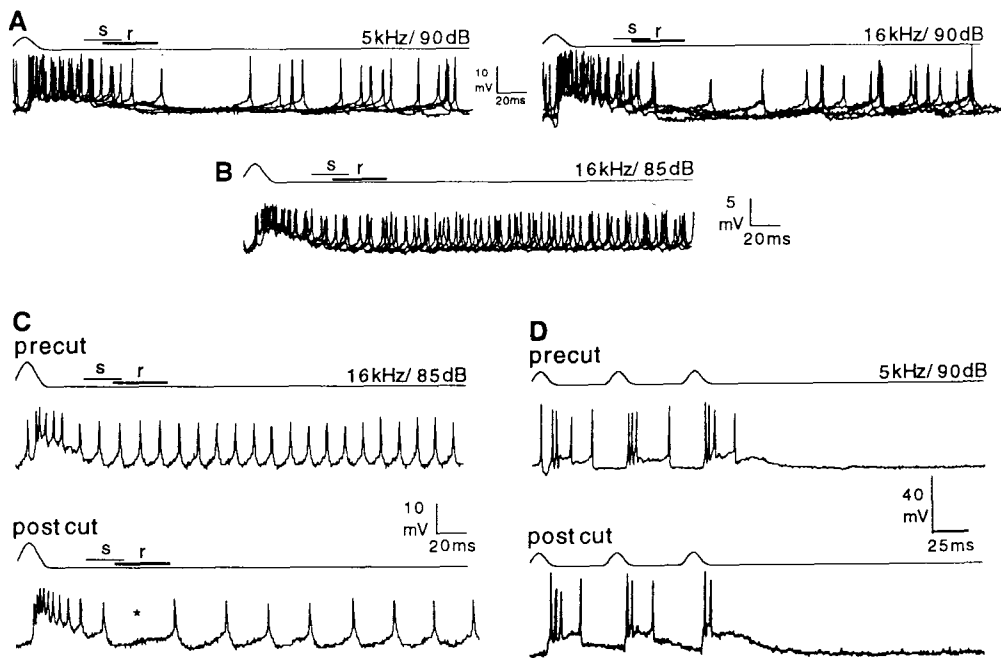 A
s r
5kHz/90dB
10
mV
20ms
s r
16kHz/90dB
B
s r
16kHz/85dB
5
mV
20ms
C
precut
s r
16kHz/85dB
10
mV
20ms
post cut
s r
*
D
precut
5kHz/90dB
40
mV
25ms
post cut